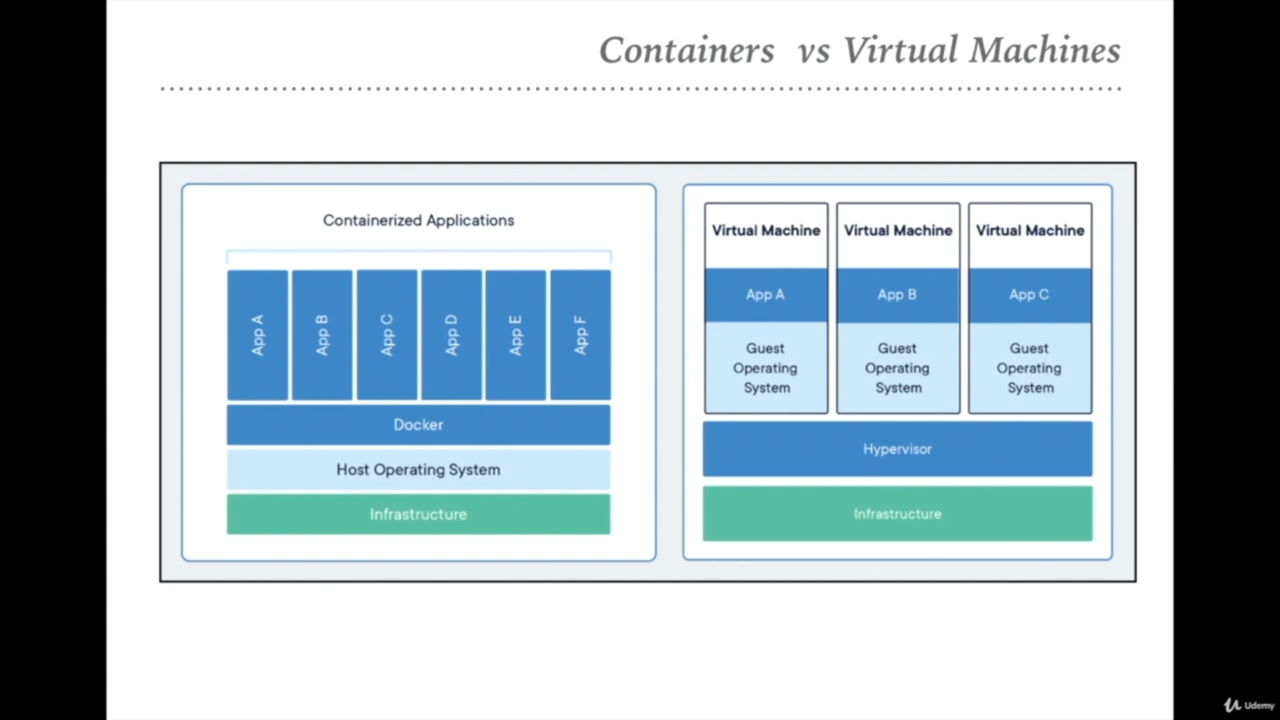 Containers vs Virtual Machines
Containerized Applications
App A
App B
App C
App D
App E
App F
Docker
Host Operating System
Infrastructure
Virtual Machine
App A
Guest
Operating
System
Virtual Machine
App B
Guest
Operating
System
Virtual Machine
App C
Guest
Operating
System
Hypervisor
Infrastructure
Udemy